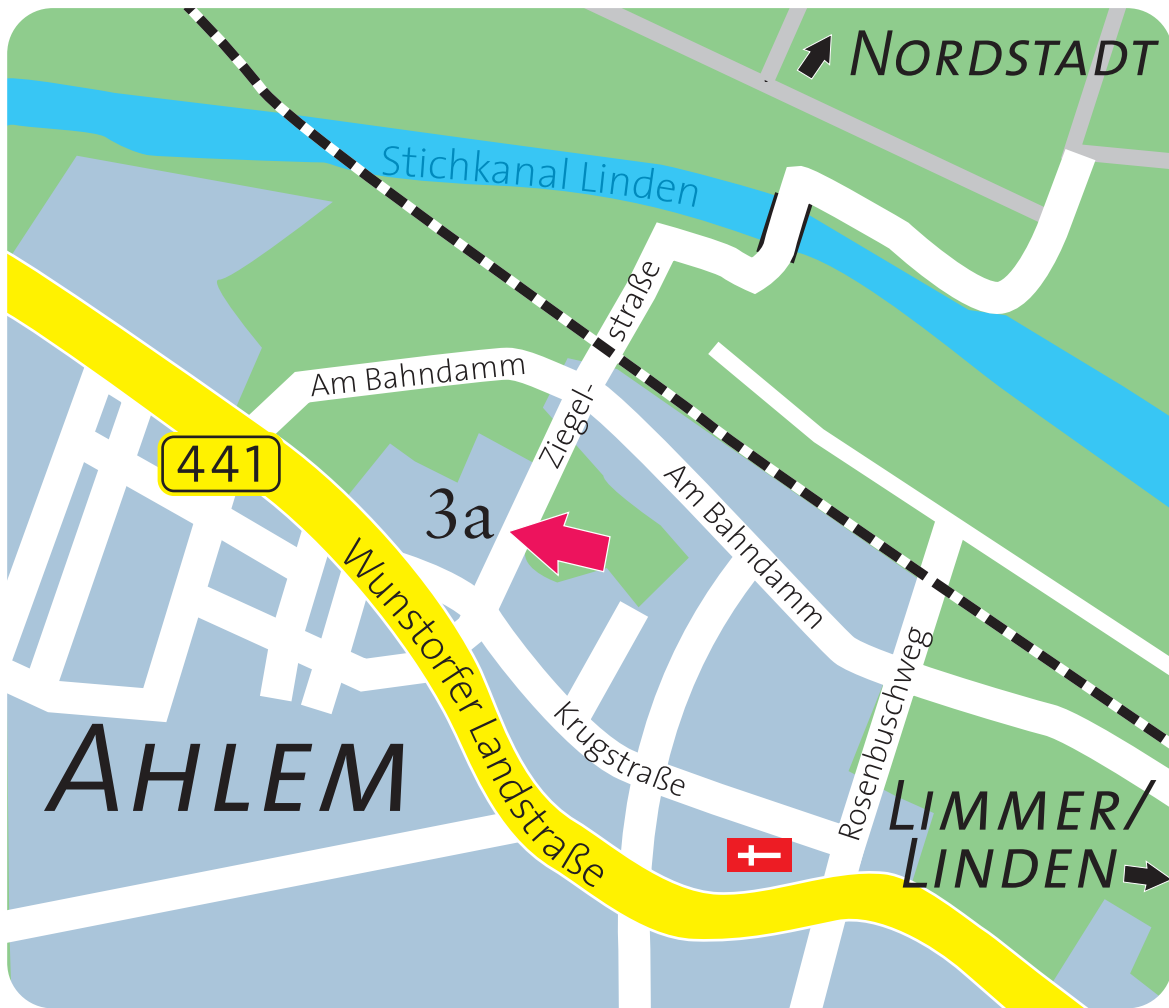 NORDSTADT
Stichkanal Linden
Ziegel-
straße
Am Bahndamm
441
3a
Am Bahndamm
Wunstorfer Landstraße
Krugstraße
Rosenbuschweg
AHLEM
LIMMER/
LINDEN